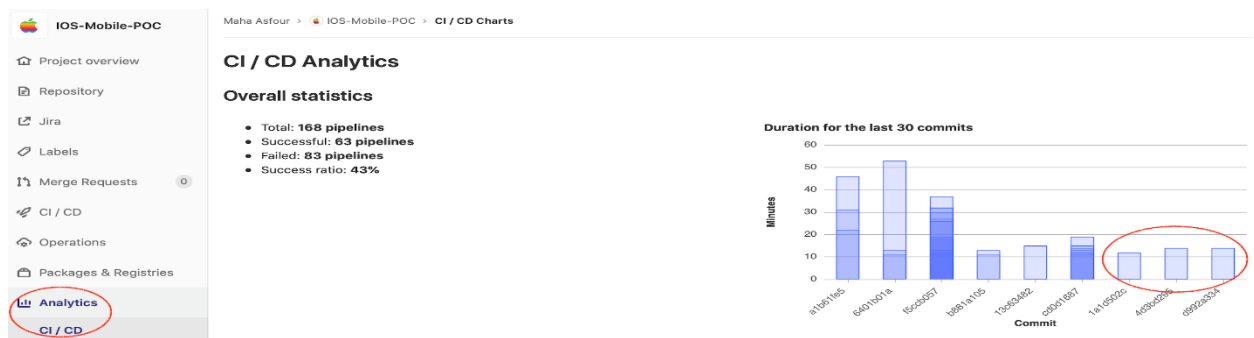 IOS-Mobile-POC
Project overview
Repository
Jira
Labels
Merge Requests 0
CI / CD
Operations
Packages & Registries
Analytics
CI / CD
Maha Asfour > IOS-Mobile-POC > CI / CD Charts
CI / CD Analytics
Overall statistics
• Total: 168 pipelines
• Successful: 63 pipelines
• Failed: 83 pipelines
• Success ratio: 43%
Duration for the last 30 commits
Minutes
60
50
40
30
20
10
0
a1b61fe5
6401b01a
f5ccb057
b881a105
13c63482
cd0d1687
1a1d502c
4d3bd295
d992a334
Commit